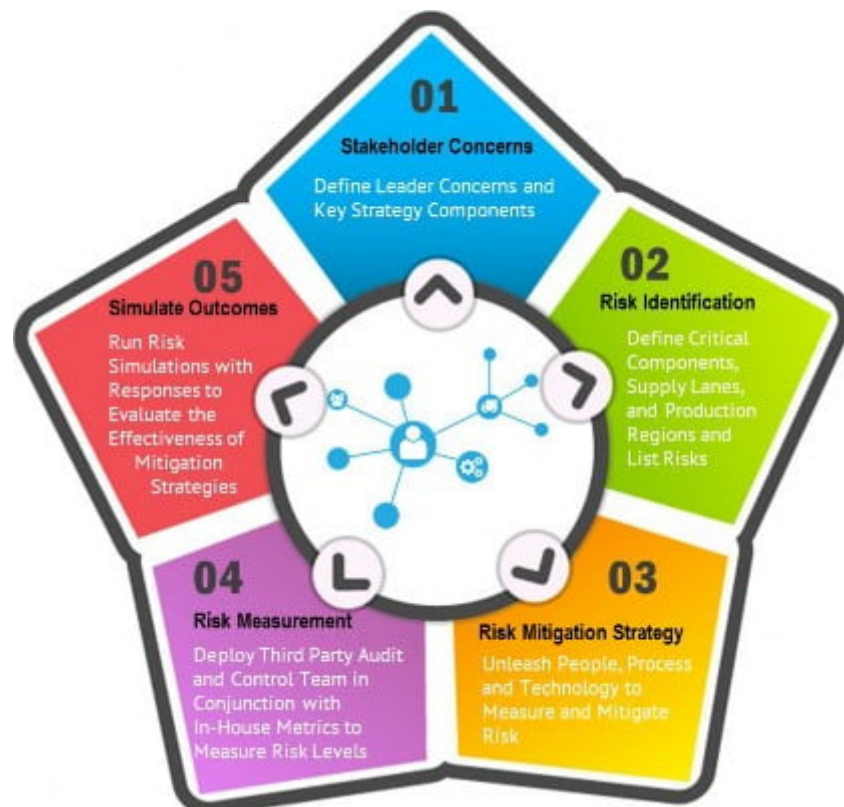 01
Stakeholder Concerns
Define Leader Concerns and
Key Strategy Components
02
Risk Identification
Define Critical
Components,
Supply Lanes,
and Production
Regions and
List Risks
03
Risk Mitigation Strategy
Unleash People, Process
and Technology to
Measure and Mitigate
Risk
04
Risk Measurement
Deploy Third Party Audit
and Control Team in
Conjunction with
In-House Metrics to
Measure Risk Levels
05
Simulate Outcomes
Run Risk
Simulations with
Responses to
Evaluate the
Effectiveness of
Mitigation
Strategies